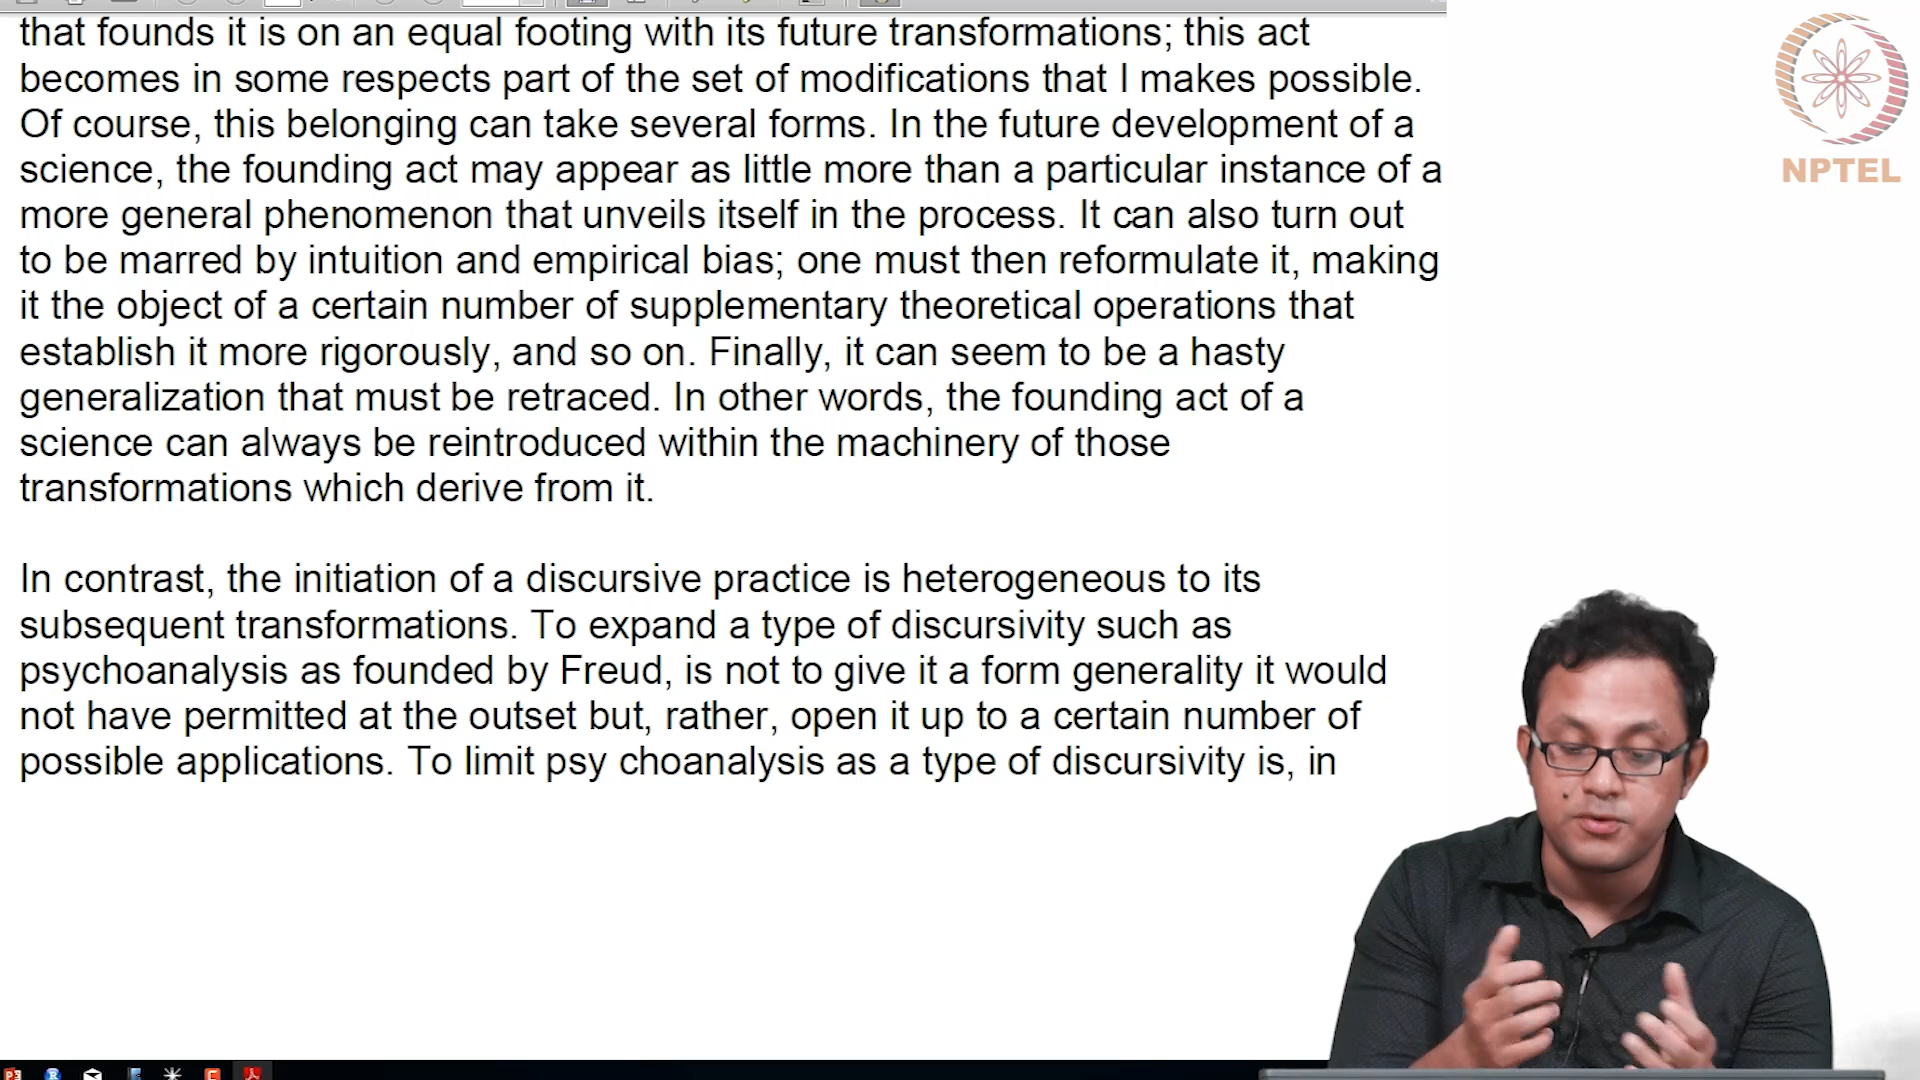 that founds it is on an equal footing with its future transformations; this act
becomes in some respects part of the set of modifications that I makes possible.
Of course, this belonging can take several forms. In the future development of a
science, the founding act may appear as little more than a particular instance of a
more general phenomenon that unveils itself in the process. It can also turn out
to be marred by intuition and empirical bias; one must then reformulate it, making
it the object of a certain number of supplementary theoretical operations that
establish it more rigorously, and so on. Finally, it can seem to be a hasty
generalization that must be retraced. In other words, the founding act of a
science can always be reintroduced within the machinery of those
transformations which derive from it.
In contrast, the initiation of a discursive practice is heterogeneous to its
subsequent transformations. To expand a type of discursivity such as
psychoanalysis as founded by Freud, is not to give it a form generality it would
not have permitted at the outset but, rather, open it up to a certain number of
possible applications. To limit psy choanalysis as a type of discursivity is, in
NPTEL